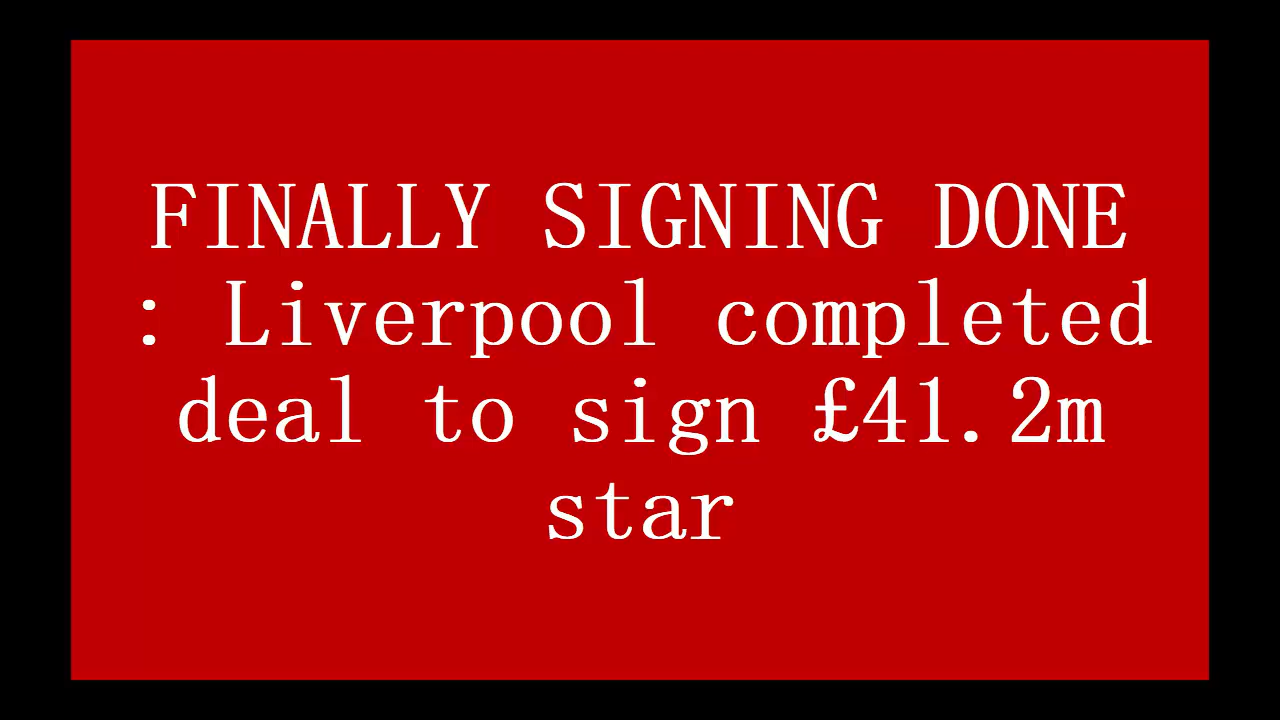 FINALLY SIGNING DONE
: Liverpool completed
deal to sign £41.2m
star